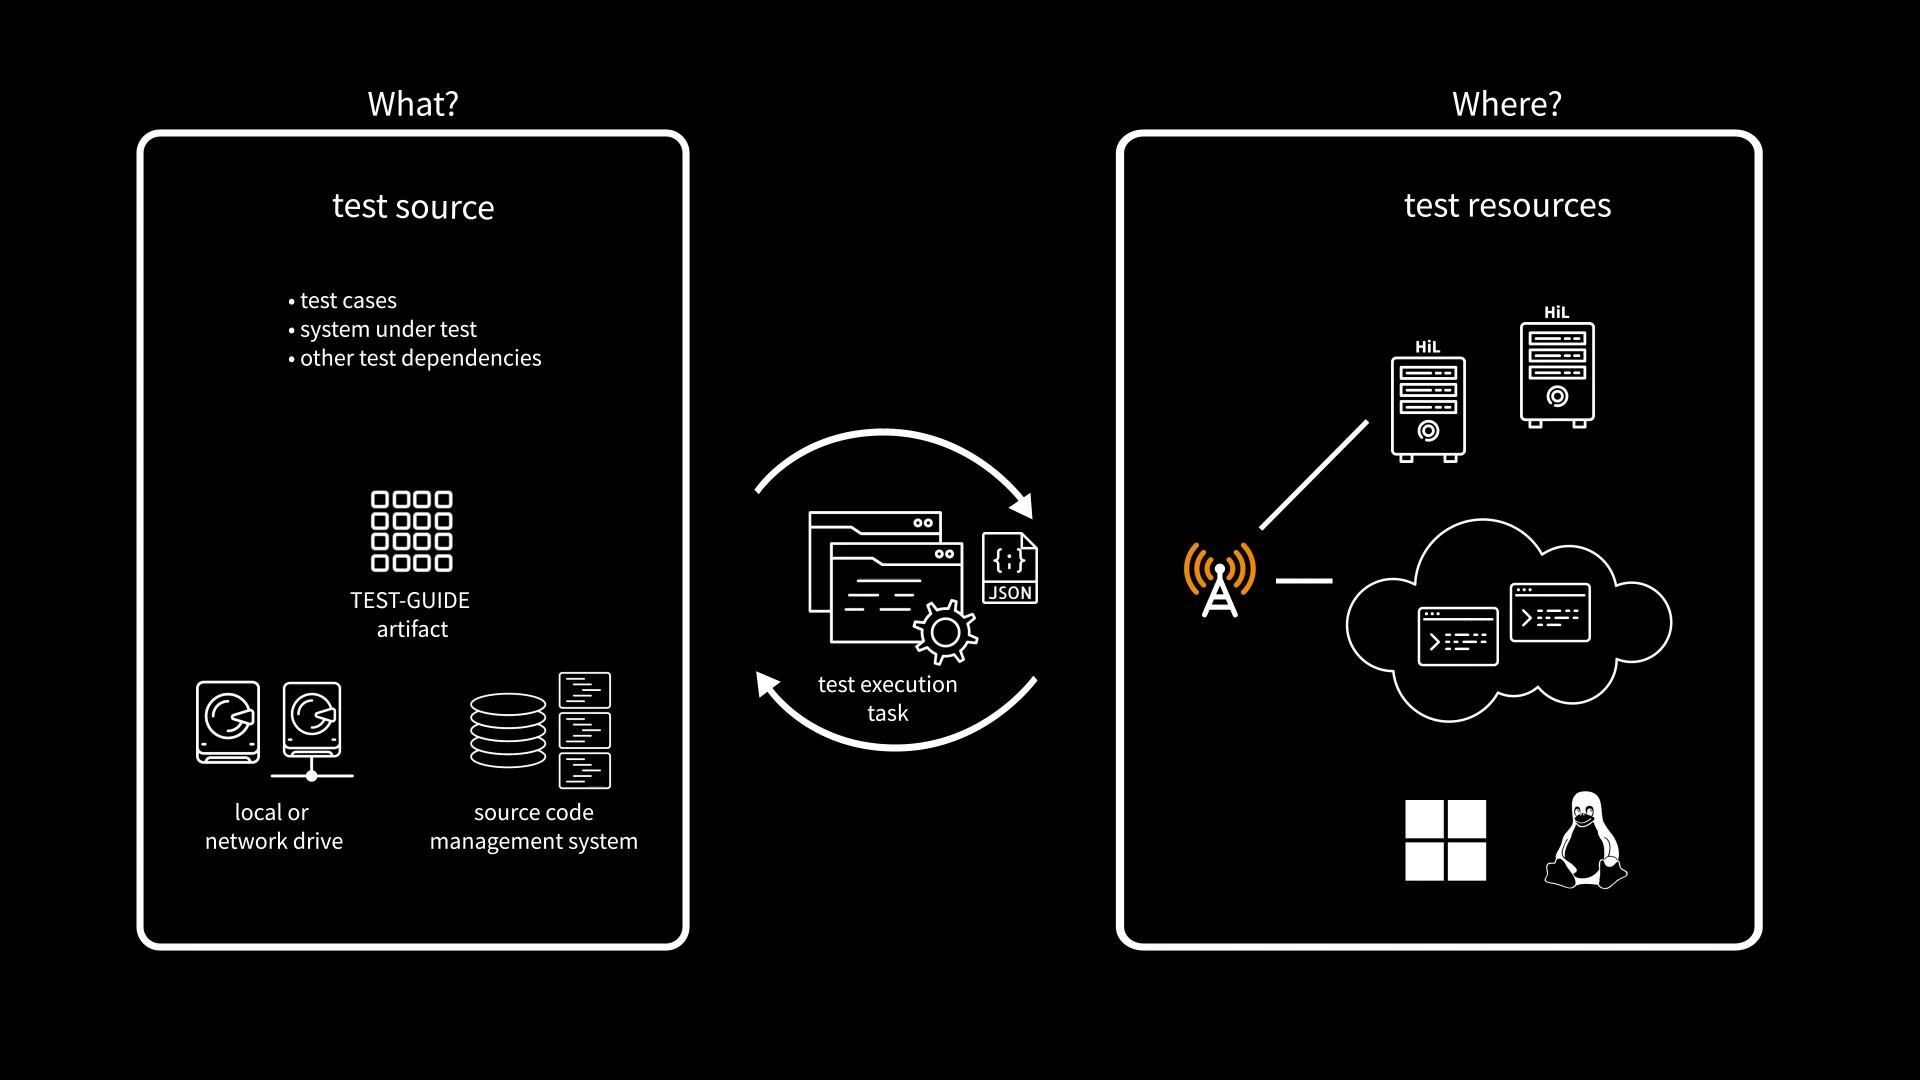 What?
test source
• test cases
• system under test
• other test dependencies
TEST-GUIDE
artifact
local or
network drive
source code
management system
{;}
JSON
test execution
task
Where?
test resources
HiL
HiL